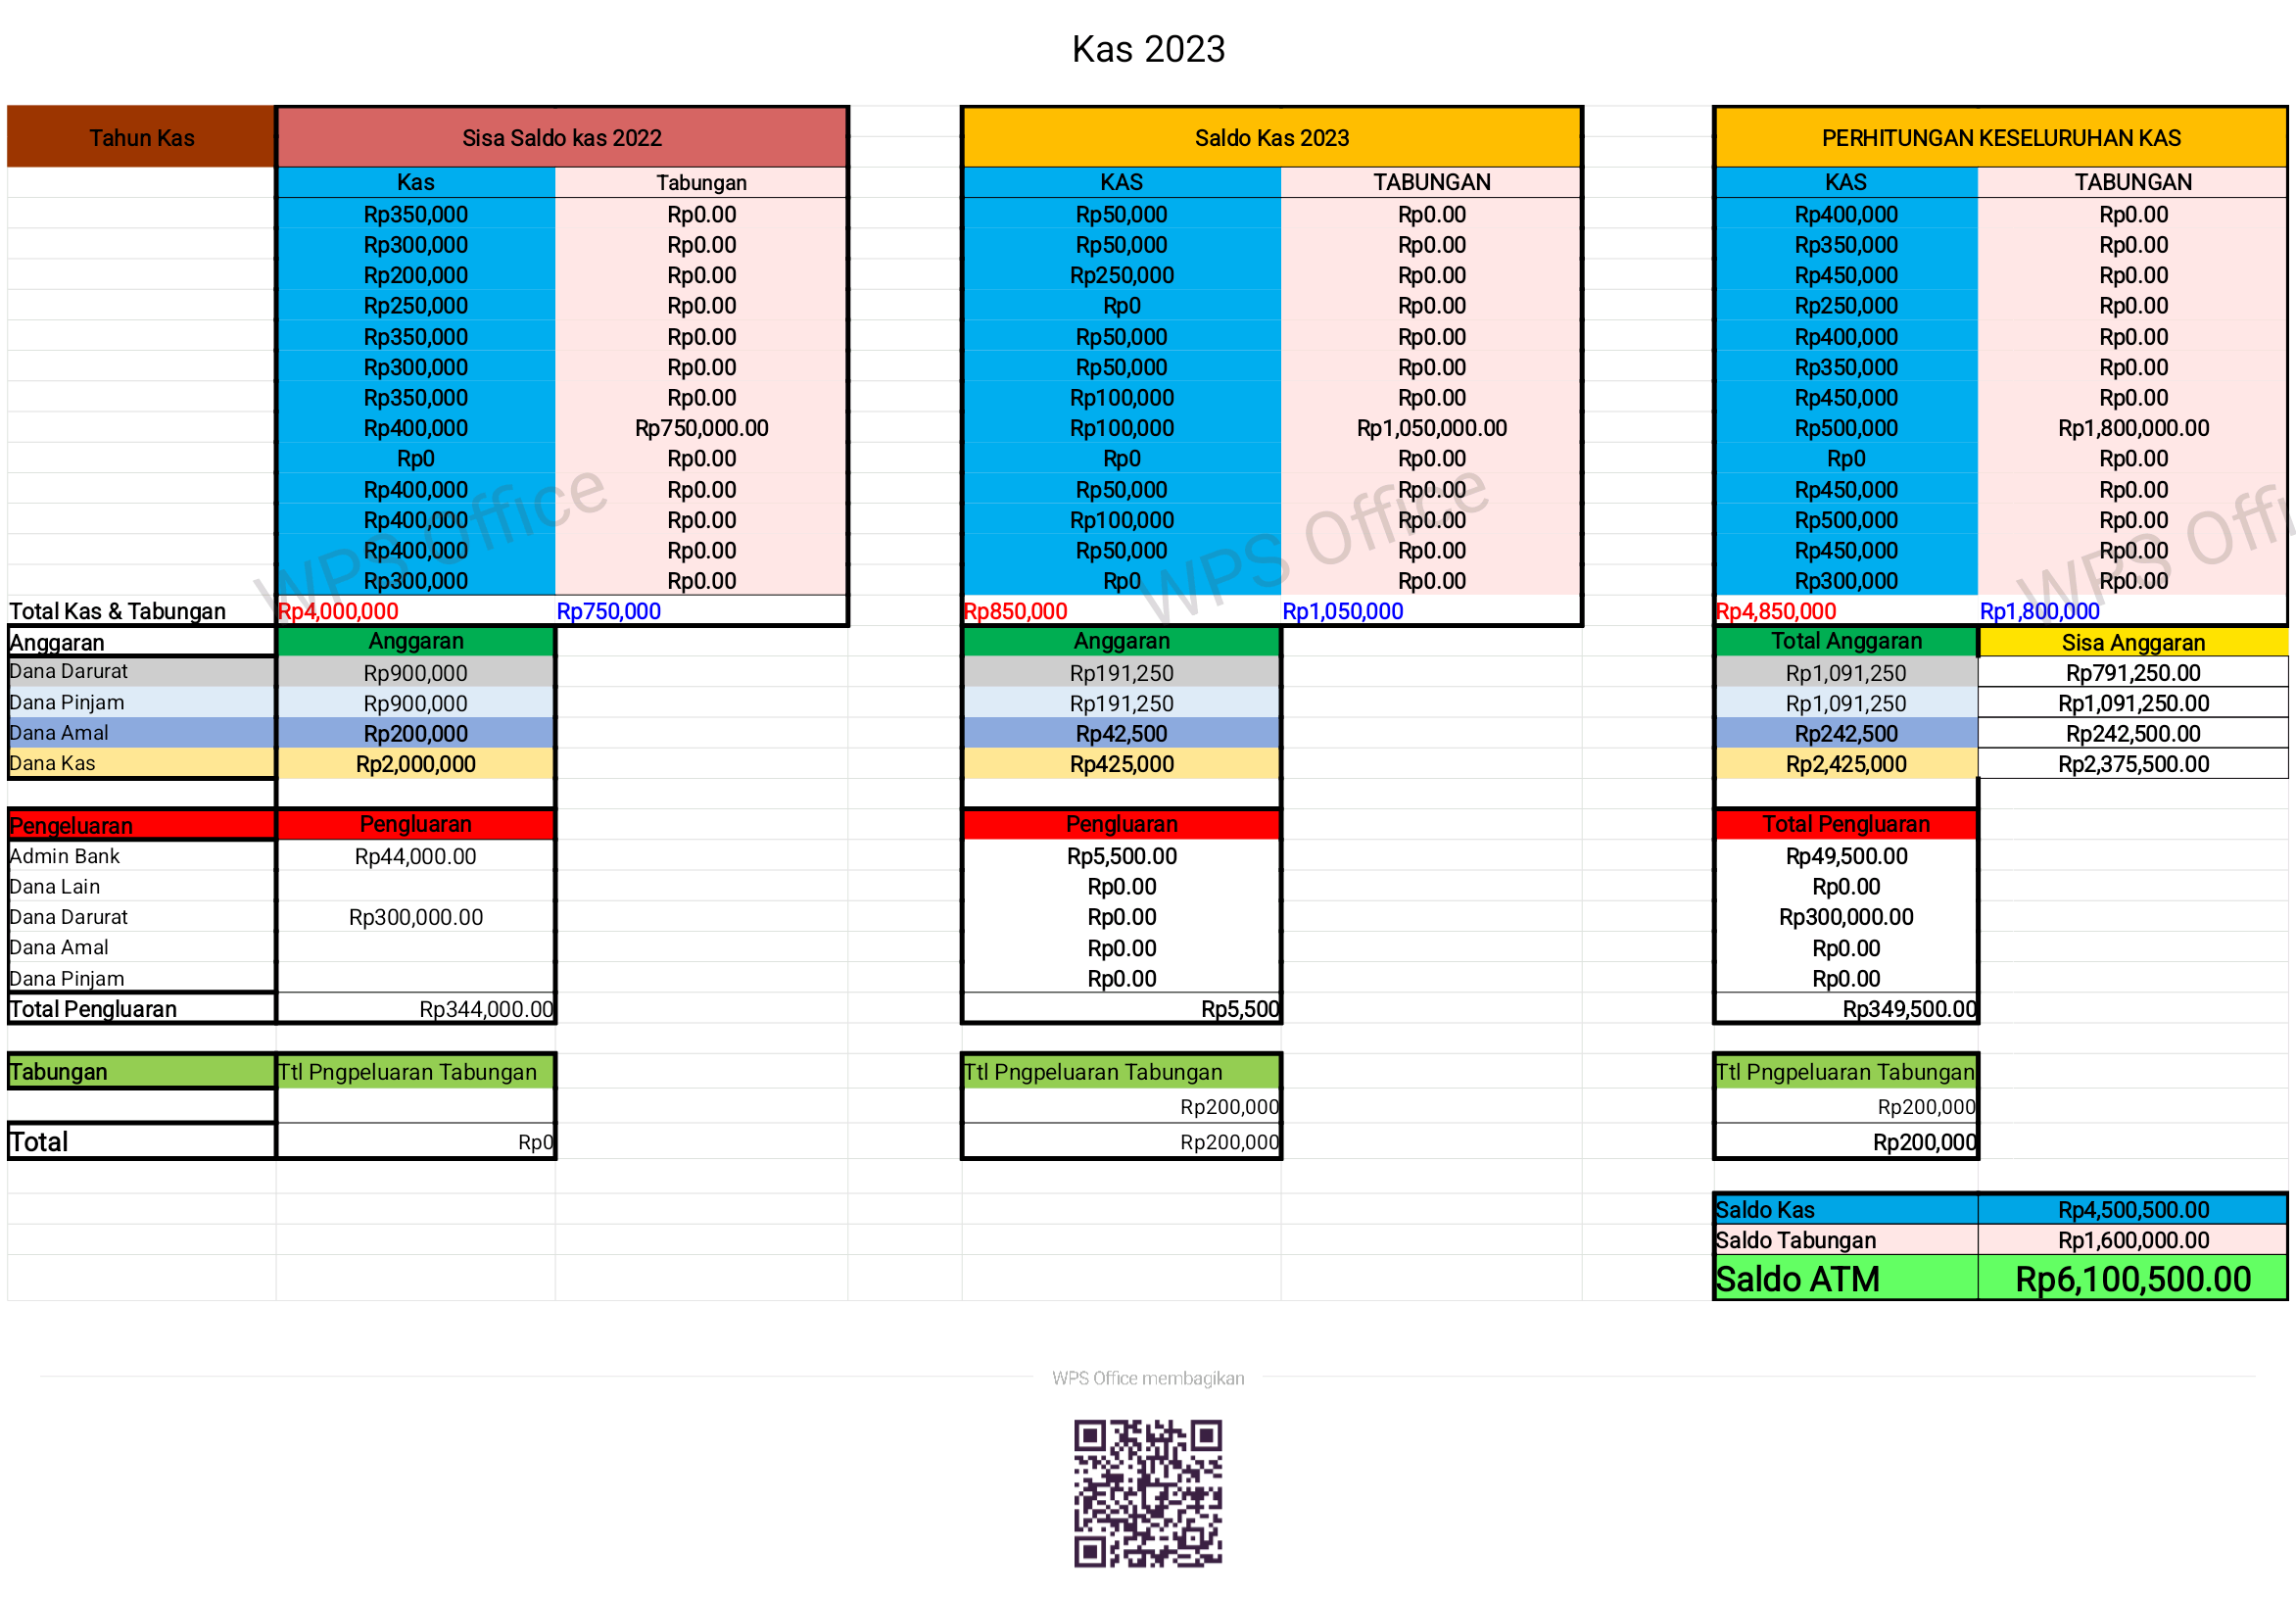 Kas 2023
Tahun Kas Sisa Saldo kas 2022 Saldo Kas 2023 PERHITUNGAN KESELURUHAN KAS
Kas Tabungan KAS TABUNGAN KAS TABUNGAN
Rp350,000 Rp0.00 Rp50,000 Rp0.00 Rp400,000 Rp0.00
Rp300,000 Rp0.00 Rp50,000 Rp0.00 Rp350,000 Rp0.00
Rp200,000 Rp0.00 Rp250,000 Rp0.00 Rp450,000 Rp0.00
Rp250,000 Rp0.00 Rp0 Rp0.00 Rp250,000 Rp0.00
Rp350,000 Rp0.00 Rp50,000 Rp0.00 Rp400,000 Rp0.00
Rp300,000 Rp0.00 Rp50,000 Rp0.00 Rp350,000 Rp0.00
Rp350,000 Rp0.00 Rp100,000 Rp0.00 Rp450,000 Rp0.00
Rp400,000 Rp750,000.00 Rp100,000 Rp1,050,000.00 Rp500,000 Rp1,800,000.00
Rp0 Rp0.00 Rp0 Rp0.00 Rp0 Rp0.00
Rp400,000 Rp0.00 Rp50,000 Rp0.00 Rp450,000 Rp0.00
Rp400,000 Rp0.00 Rp100,000 Rp0.00 Rp500,000 Rp0.00
Rp400,000 Rp0.00 Rp50,000 Rp0.00 Rp450,000 Rp0.00
Rp300,000 Rp0.00 Rp0 Rp0.00 Rp300,000 Rp0.00
WPS Office WPS Office WPS Offi
Total Kas & Tabungan Rp4,000,000 Rp750,000 Rp850,000 Rp1,050,000 Rp4,850,000 Rp1,800,000
Anggaran Anggaran Anggaran Total Anggaran Sisa Anggaran
Dana Darurat Rp900,000 Rp191,250 Rp1,091,250 Rp791,250.00
Dana Pinjam Rp900,000 Rp191,250 Rp1,091,250 Rp1,091,250.00
Dana Amal Rp200,000 Rp42,500 Rp242,500 Rp242,500.00
Dana Kas Rp2,000,000 Rp425,000 Rp2,425,000 Rp2,375,500.00
Pengeluaran Pengluaran Pengluaran Total Pengluaran
Admin Bank Rp44,000.00 Rp5,500.00 Rp49,500.00
Dana Lain Rp0.00 Rp0.00
Dana Darurat Rp300,000.00 Rp0.00 Rp300,000.00
Dana Amal Rp0.00 Rp0.00
Dana Pinjam Rp0.00 Rp0.00
Total Pengluaran Rp344,000.00 Rp5,500 Rp349,500.00
Tabungan Ttl Pngpeluaran Tabungan Ttl Pngpeluaran Tabungan Ttl Pngpeluaran Tabungan
Rp200,000 Rp200,000
Total Rp0 Rp200,000 Rp200,000
Saldo Kas Rp4,500,500.00
Saldo Tabungan Rp1,600,000.00
Saldo ATM Rp6,100,500.00
WPS Office membagikan